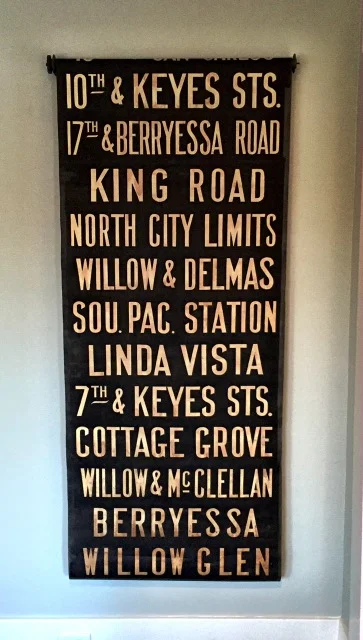 10TH & KEYES STS.
17TH & BERRYESSA ROAD
KING ROAD
NORTH CITY LIMITS
WILLOW & DELMAS
SOU. PAC. STATION
LINDA VISTA
7TH & KEYES STS.
COTTAGE GROVE
WILLOW & McCLELLAN
BERRYESSA
WILLOW GLEN